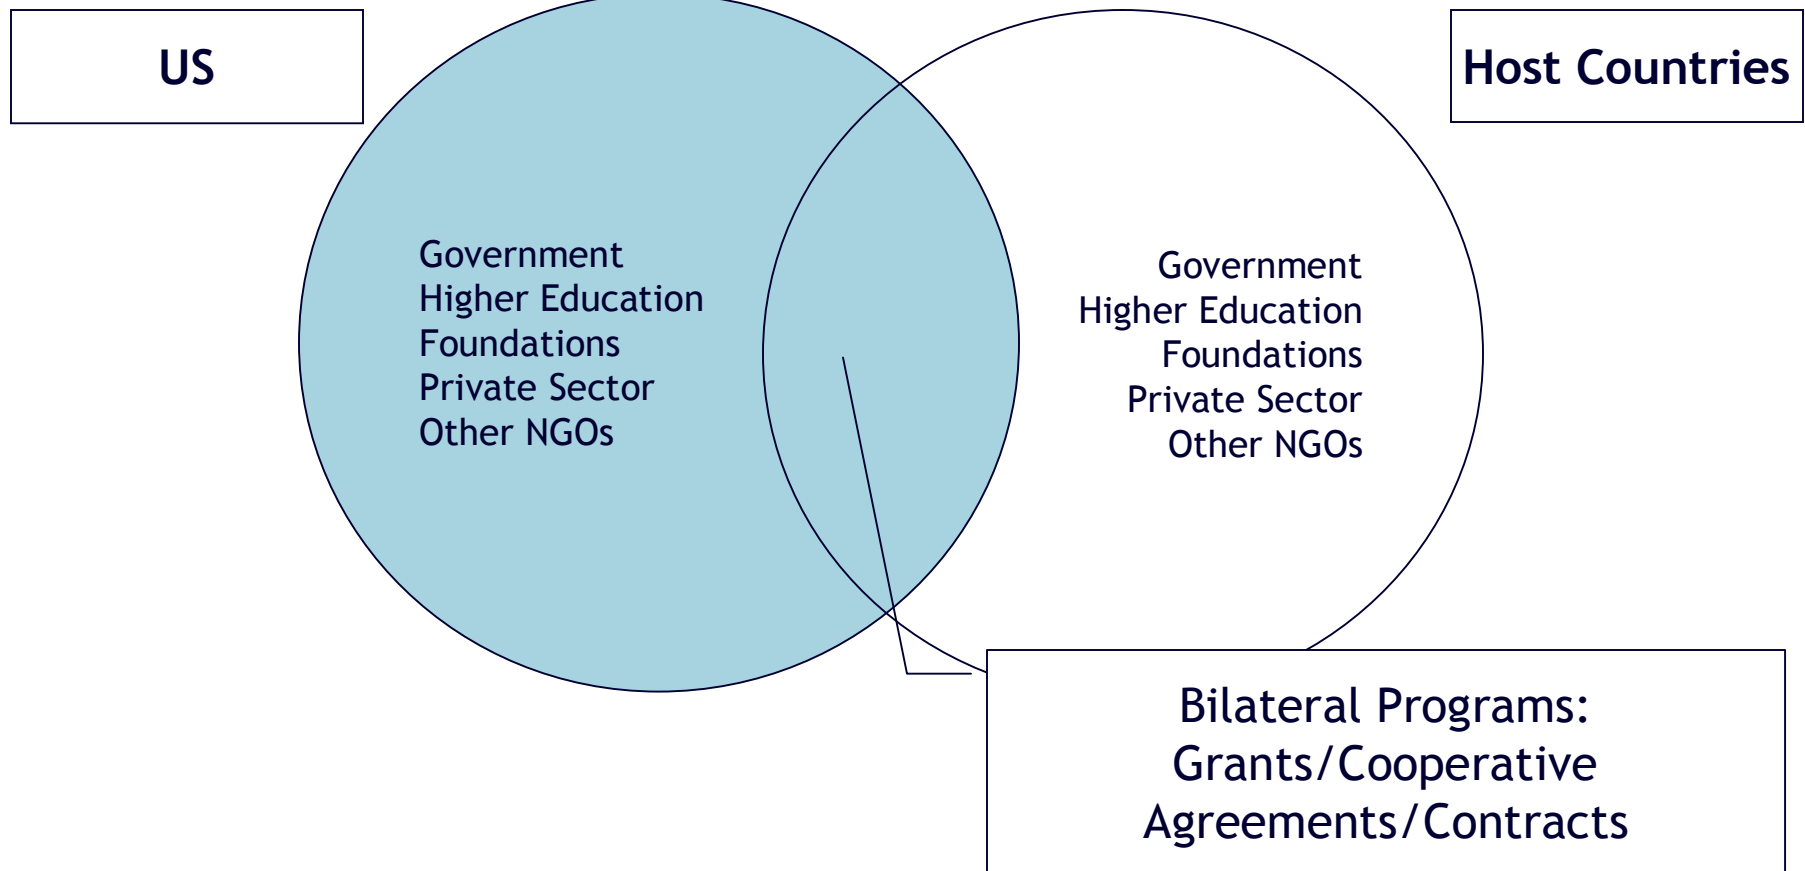 US
Host Countries
Government
Higher Education
Foundations
Private Sector
Other NGOs
Government
Higher Education
Foundations
Private Sector
Other NGOs
Bilateral Programs:
Grants/Cooperative
Agreements/Contracts